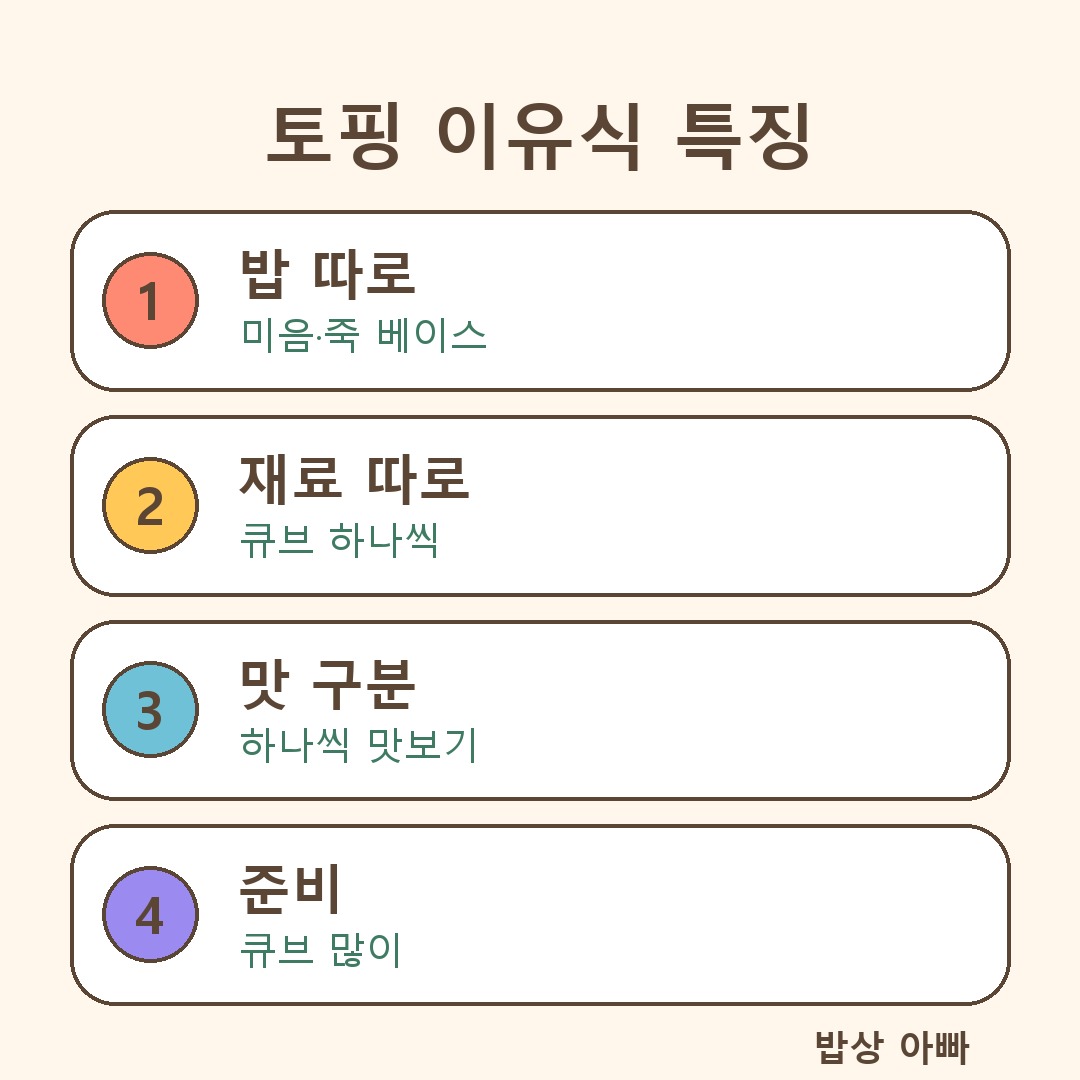 토핑 이유식 특징
1
밥 따로
미음·죽 베이스
2
재료 따로
큐브 하나씩
3
맛 구분
하나씩 맛보기
4
준비
큐브 많이
밥상 아빠